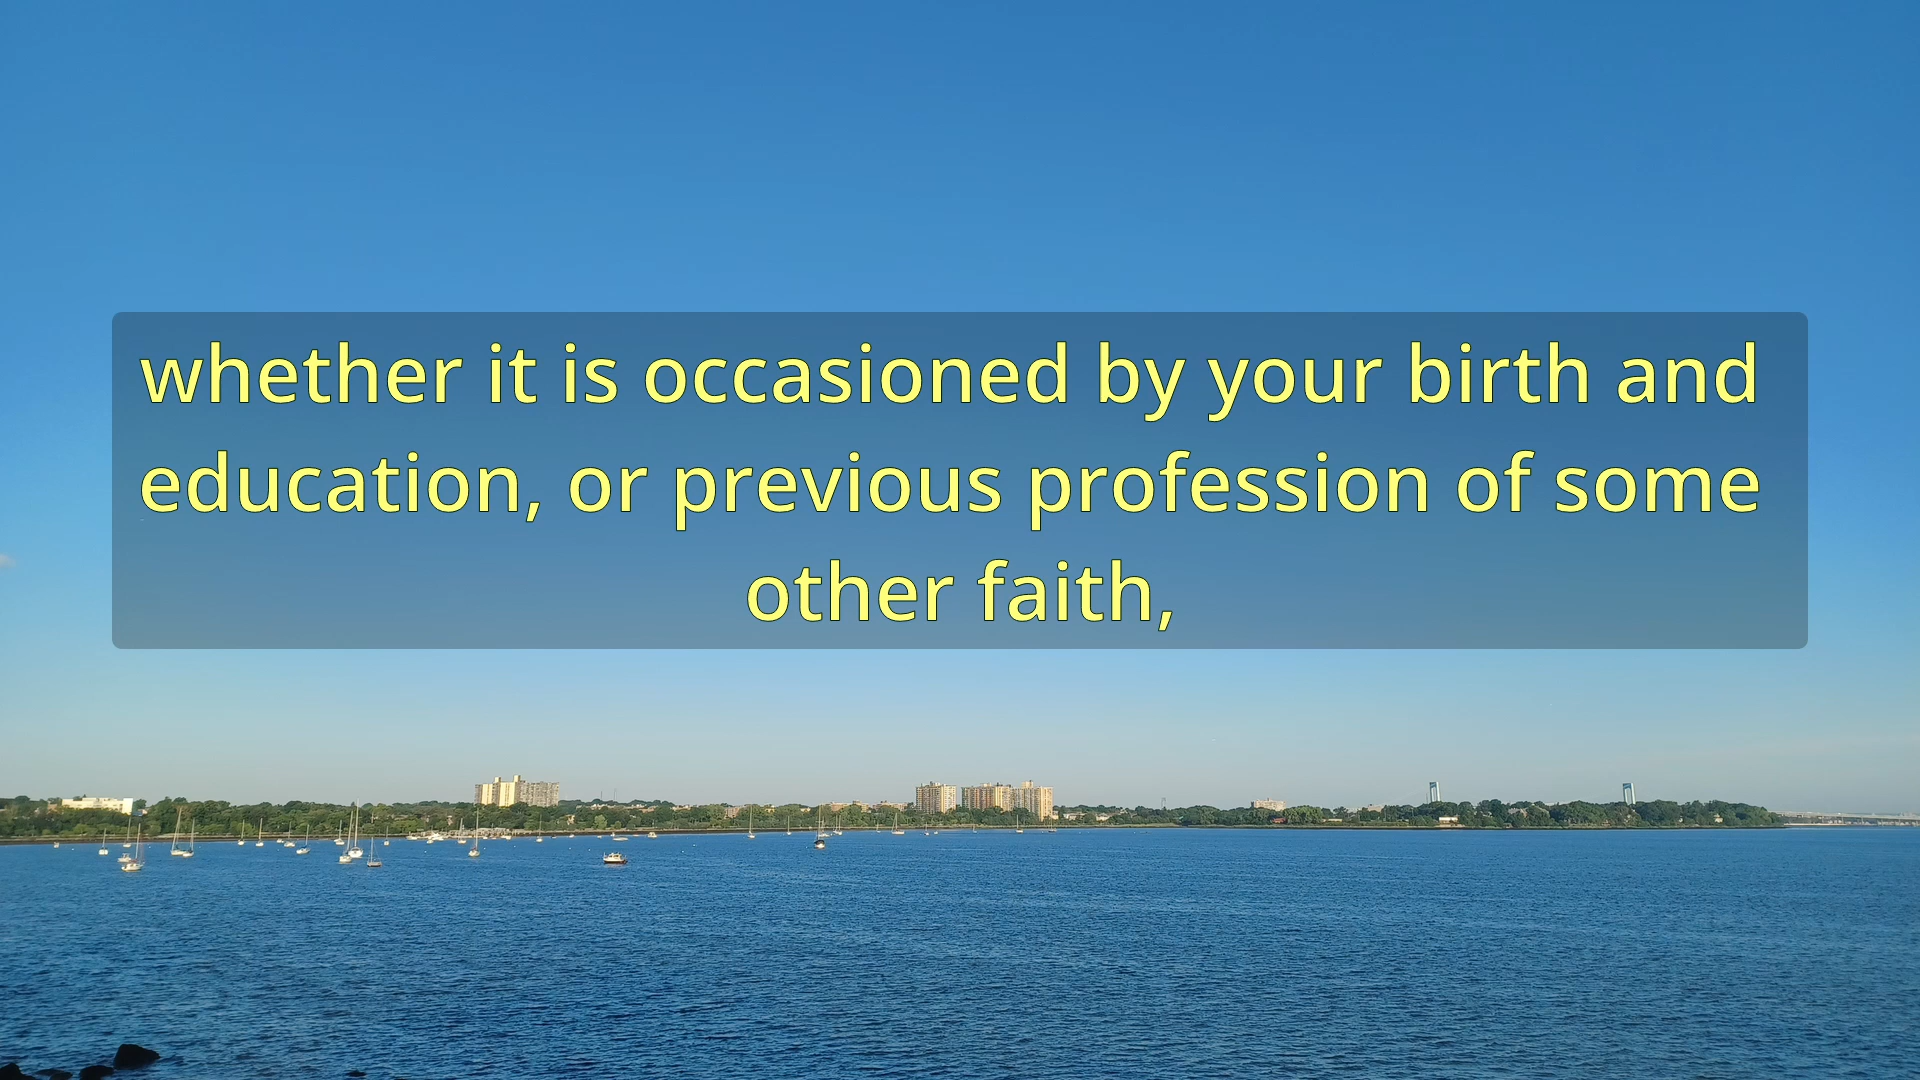 whether it is occasioned by your birth and
education, or previous profession of some
other faith,